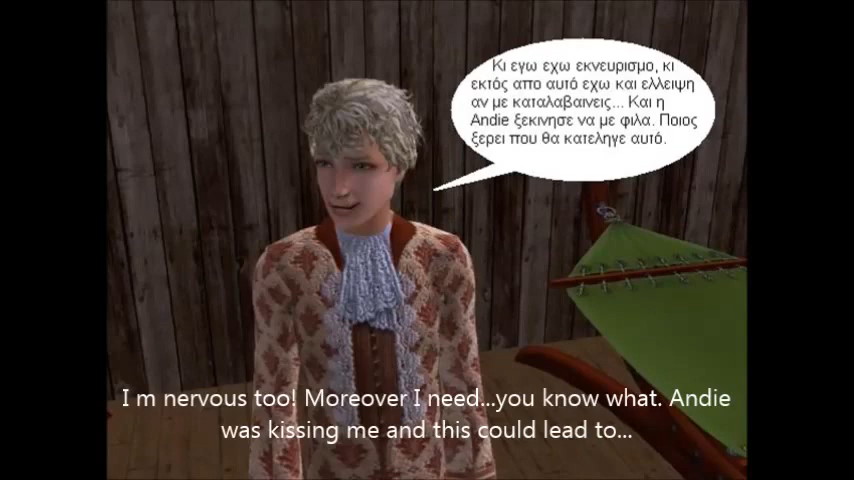 Κι εγω εχω εκνευρισμο, κι
εκτός απο αυτό εχω και ελλειψη
αν με καταλαβαινεις... Και η
Andie ξεκινησε να με φιλα. Ποιος
ξερει που θα κατεληγε αυτό.
I m nervous too! Moreover I need...you know what. Andie
was kissing me and this could lead to...